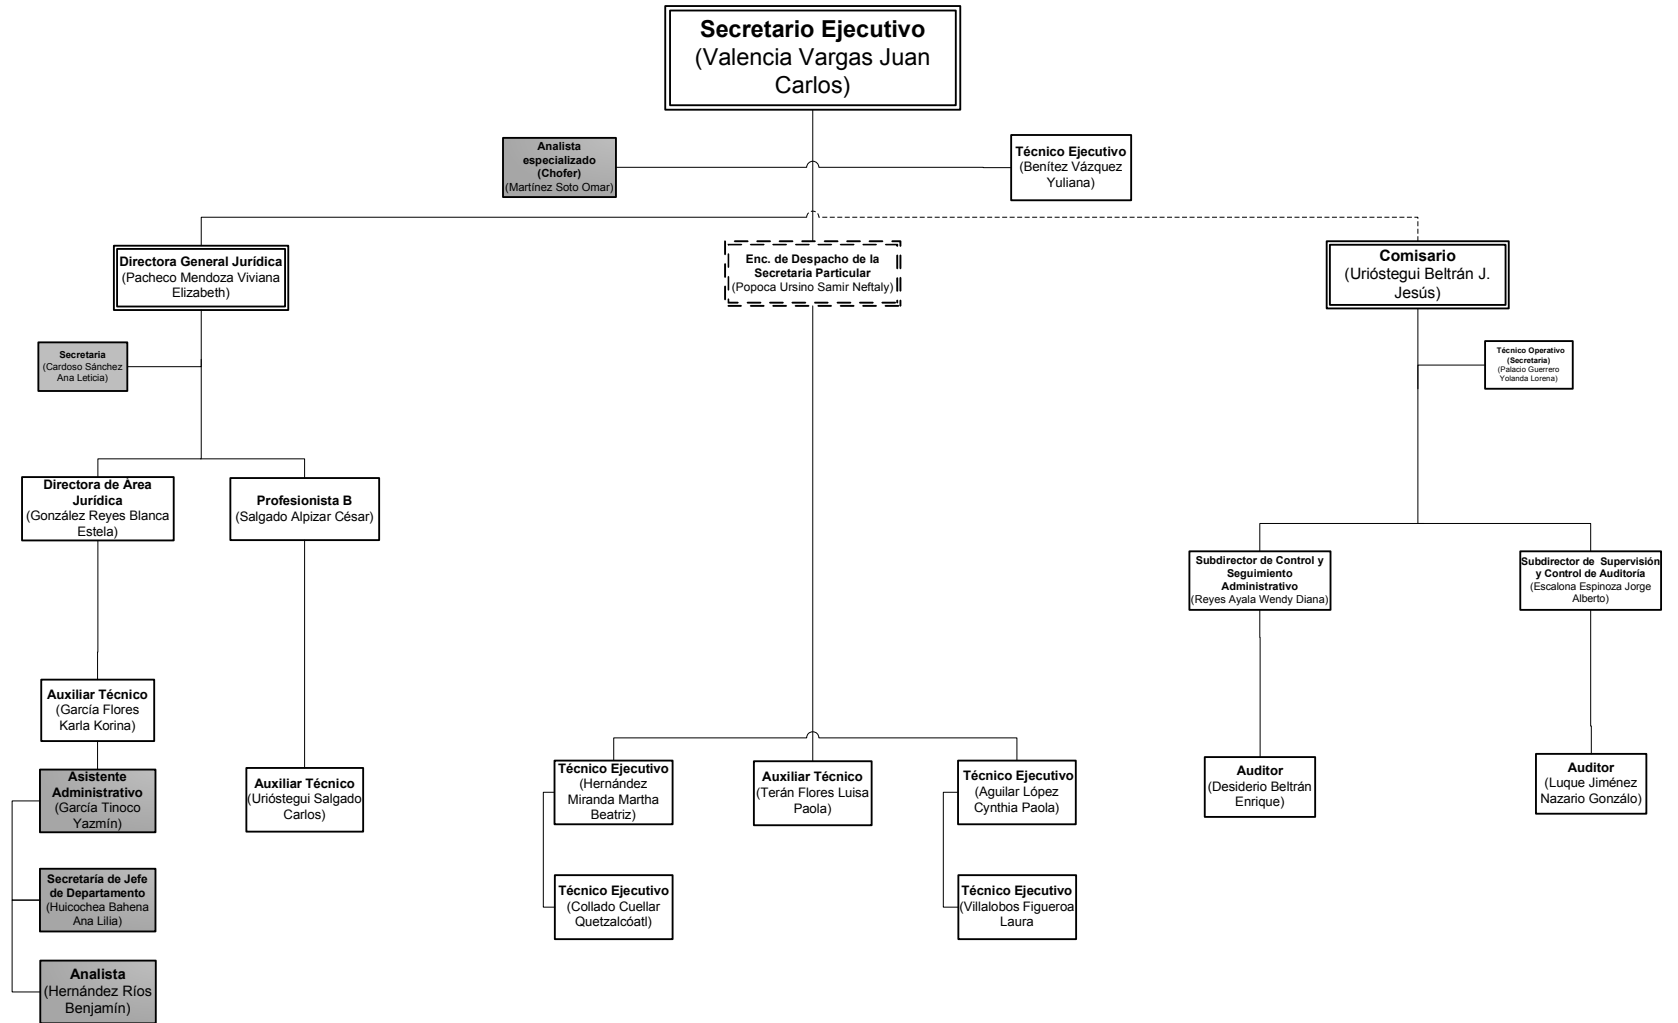 Secretario Ejecutivo
(Valencia Vargas Juan
Carlos)
Analista
especializado
(Chofer)
(Martínez Soto Omar)
Técnico Ejecutivo
(Benítez Vázquez
Yuliana)
Directora General Jurídica
(Pacheco Mendoza Viviana
Elizabeth)
Enc. de Despacho de la
Secretaria Particular
(Popoca Ursino Samir Neftaly)
Comisario
(Urióstegui Beltrán J.
Jesús)
Secretaria
(Cardoso Sánchez
Ana Leticia)
Técnico Operativo
(Secretaria)
(Palacio Guerrero
Yolanda Lorena)
Directora de Área
Jurídica
(González Reyes Blanca
Estela)
Profesionista B
(Salgado Alpizar César)
Subdirector de Control y
Seguimiento
Administrativo
(Reyes Ayala Wendy Diana)
Subdirector de  Supervisión
y Control de Auditoría
(Escalona Espinoza Jorge
Alberto)
Auxiliar Técnico
(García Flores
Karla Korina)
Asistente
Administrativo
(García Tinoco
Yazmín)
Auxiliar Técnico
(Urióstegui Salgado
Carlos)
Técnico Ejecutivo
(Hernández
Miranda Martha
Beatriz)
Auxiliar Técnico
(Terán Flores Luisa
Paola)
Técnico Ejecutivo
(Aguilar López
Cynthia Paola)
Auditor
(Desiderio Beltrán
Enrique)
Auditor
(Luque Jiménez
Nazario Gonzálo)
Secretaría de Jefe
de Departamento
(Huicochea Bahena
Ana Lilia)
Técnico Ejecutivo
(Collado Cuellar
Quetzalcóatl)
Técnico Ejecutivo
(Villalobos Figueroa
Laura
Analista
(Hernández Ríos
Benjamín)